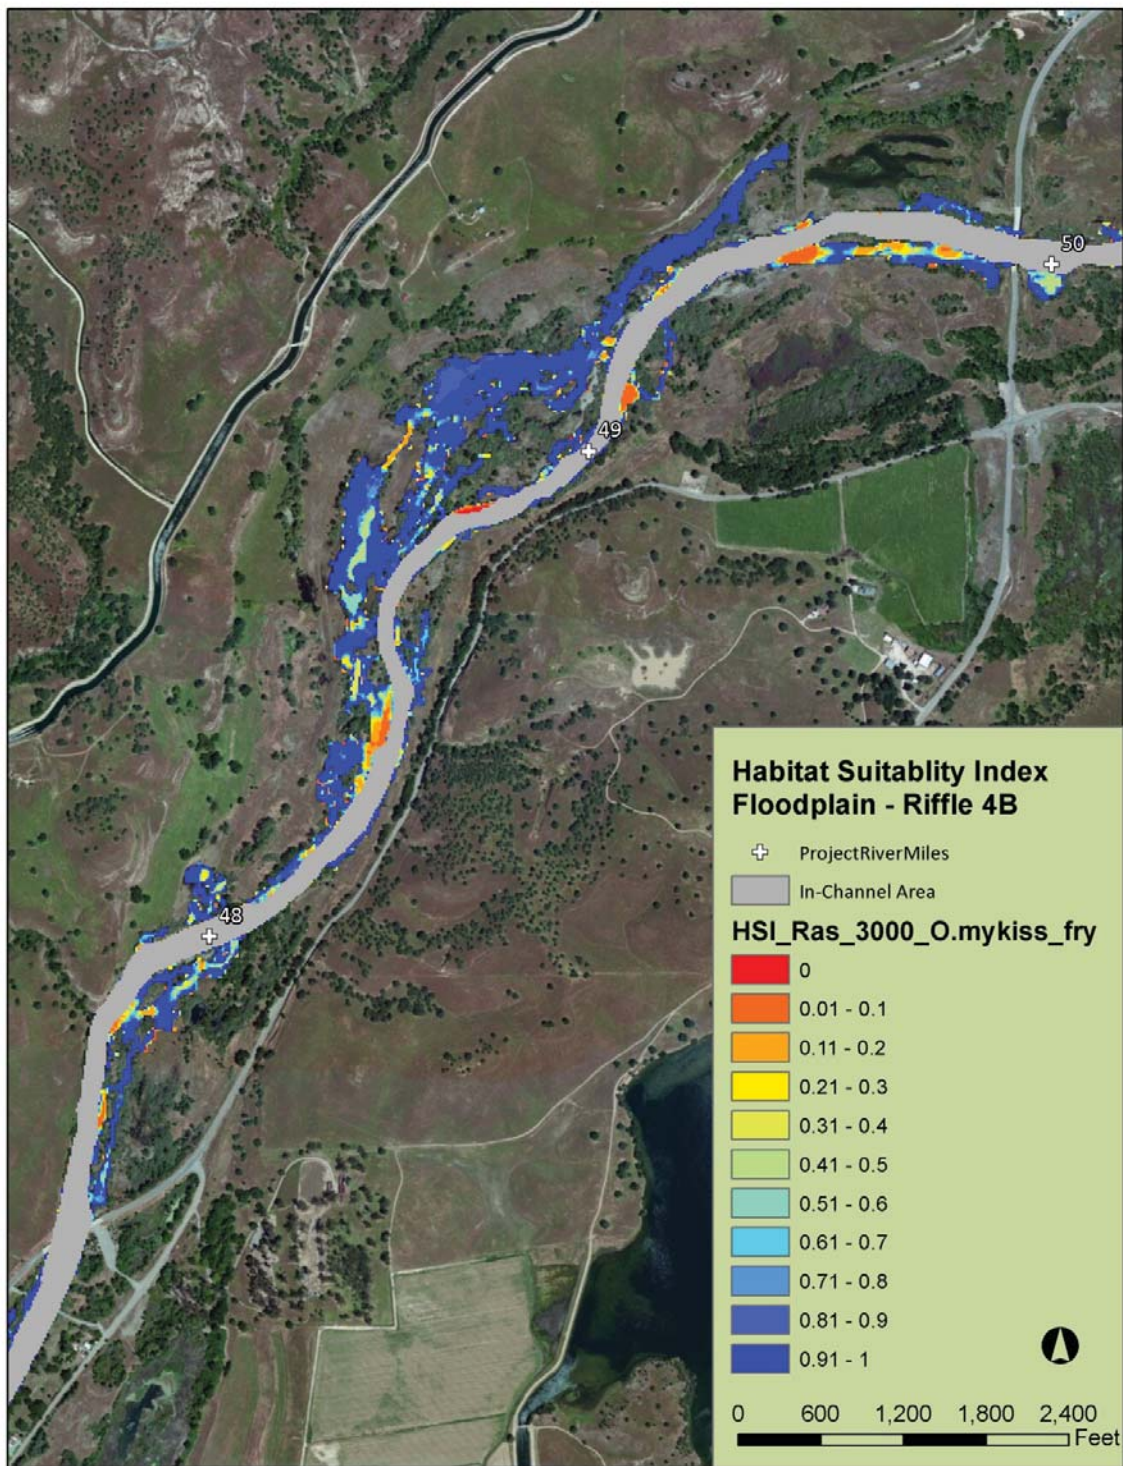 50
49
48
Habitat Suitablity Index
Floodplain - Riffle 4B
ProjectRiverMiles
In-Channel Area
HSI_Ras_3000_O.mykiss_fry
0
0.01 - 0.1
0.11 - 0.2
0.21 - 0.3
0.31 - 0.4
0.41 - 0.5
0.51 - 0.6
0.61 - 0.7
0.71 - 0.8
0.81 - 0.9
0.91 - 1
0 600 1,200 1,800 2,400
Feet